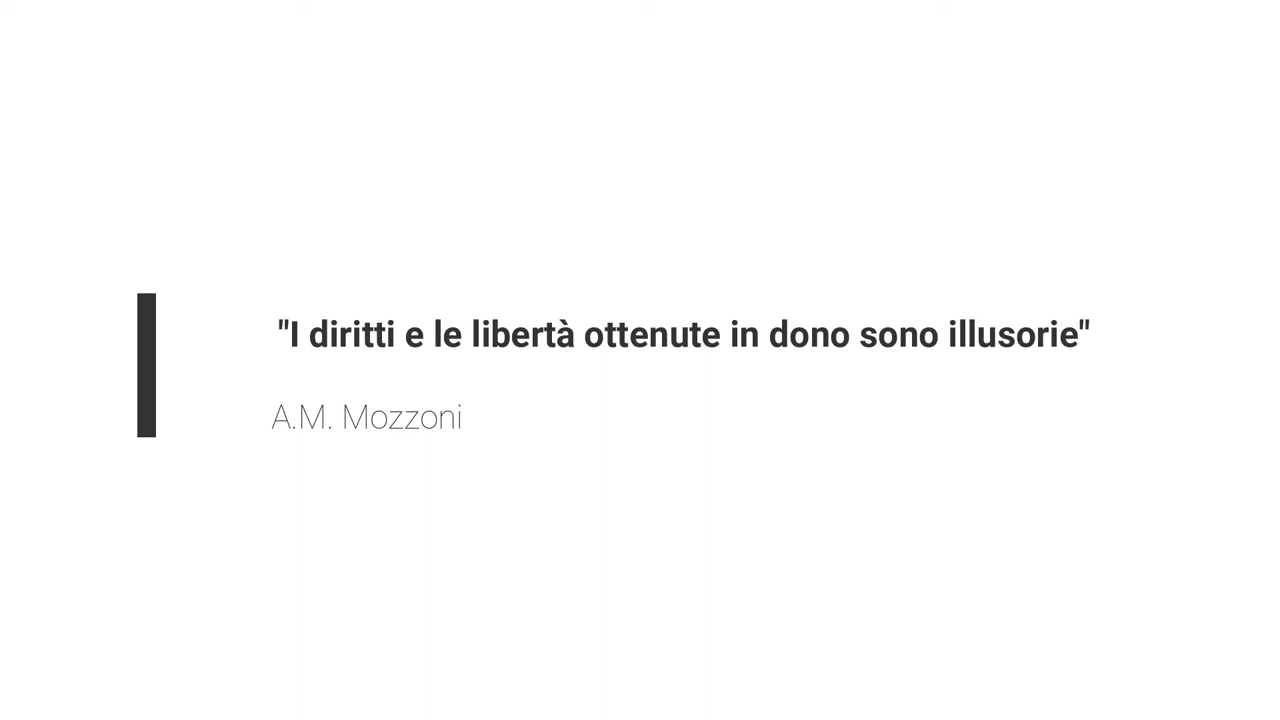 "I diritti e le libertà ottenute in dono sono illusorie"
A.M. Mozzoni